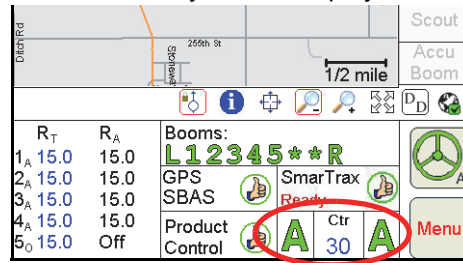 Ditch Rd
255th St
Stonewa
1/2 mile
Scout
Accu
Boom
i
DD
RT RA
1A 15.0 15.0
2A 15.0 15.0
3A 15.0 15.0
4A 15.0 15.0
5O 15.0 Off
Booms:
L12345**R
GPS
SBAS
SmarTrax
Ready
Product
Control
A
Ctr
30
A
A
Menu